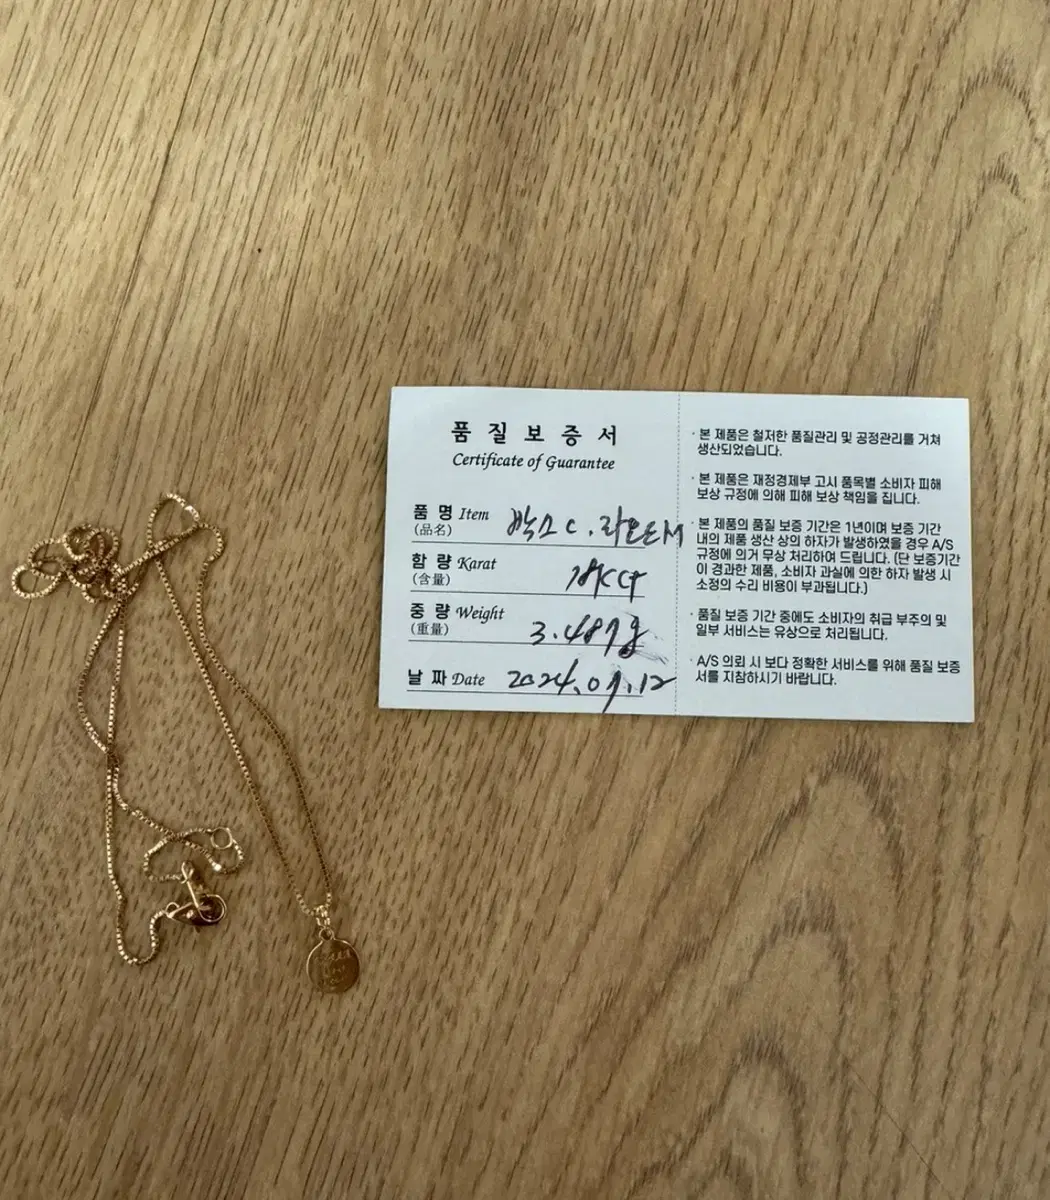 품 질 보 증 서
Certificate of Guarantee
품 명 Item
(品名)
박스 C.
함 량 Karat
(含量)
중 량 Weight
(重量)
3.487g
날 짜 Date
2024.07.12
· 본 제품은 철저한 품질관리 및 공정관리를 거쳐
생산되었습니다.
· 본 제품은 재정경제부 고시 품목별 소비자 피해
보상 규정에 의해 피해 보상 책임을 집니다.
· 본 제품의 품질 보증 기간은 1년이며 보증 기간
내의 제품 생산 상의 하자가 발생하였을 경우 A/S
규정에 의거 무상 처리하여 드립니다. (단 보증기간
이 경과한 제품, 소비자 과실에 의한 하자 발생 시
소정의 수리 비용이 부과됩니다.)
· 품질 보증 기간 중에도 소비자의 취급 부주의 및
일부 서비스는 유상으로 처리됩니다.
· A/S 의뢰 시 보다 정확한 서비스를 위해 품질 보증
서를 지참하시기 바랍니다.